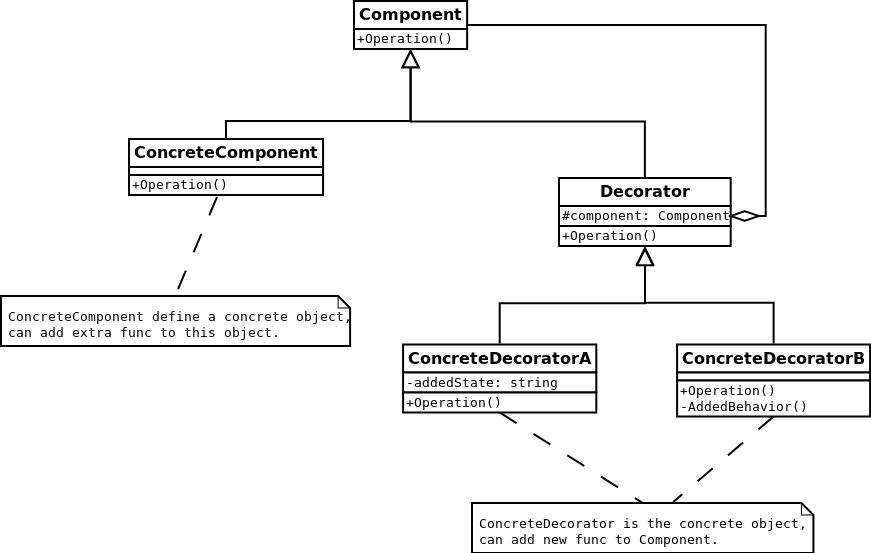 Component
+Operation()
ConcreteComponent
+Operation()
Decorator
#component: Component
+Operation()
ConcreteComponent define a concrete object,
can add extra func to this object.
ConcreteDecoratorA
-addedState: string
+Operation()
ConcreteDecoratorB
+Operation()
-AddedBehavior()
ConcreteDecorator is the concrete object,
can add new func to Component.